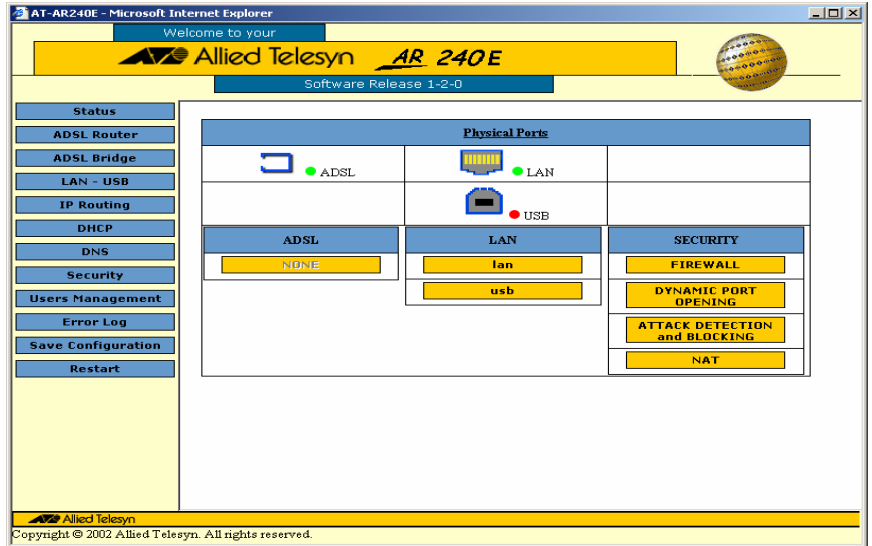 AT-AR240E - Microsoft Internet Explorer
Welcome to your
Allied Telesyn AR 240E
Software Release 1-2-0
Status
ADSL Router
ADSL Bridge
LAN - USB
IP Routing
DHCP
DNS
Security
Users Management
Error Log
Save Configuration
Restart
Physical Ports
ADSL
LAN
USB
ADSL
LAN
SECURITY
NONE
lan
FIREWALL
usb
DYNAMIC PORT
OPENING
ATTACK DETECTION
and BLOCKING
NAT
Allied Telesyn
Copyright © 2002 Allied Telesyn. All rights reserved.